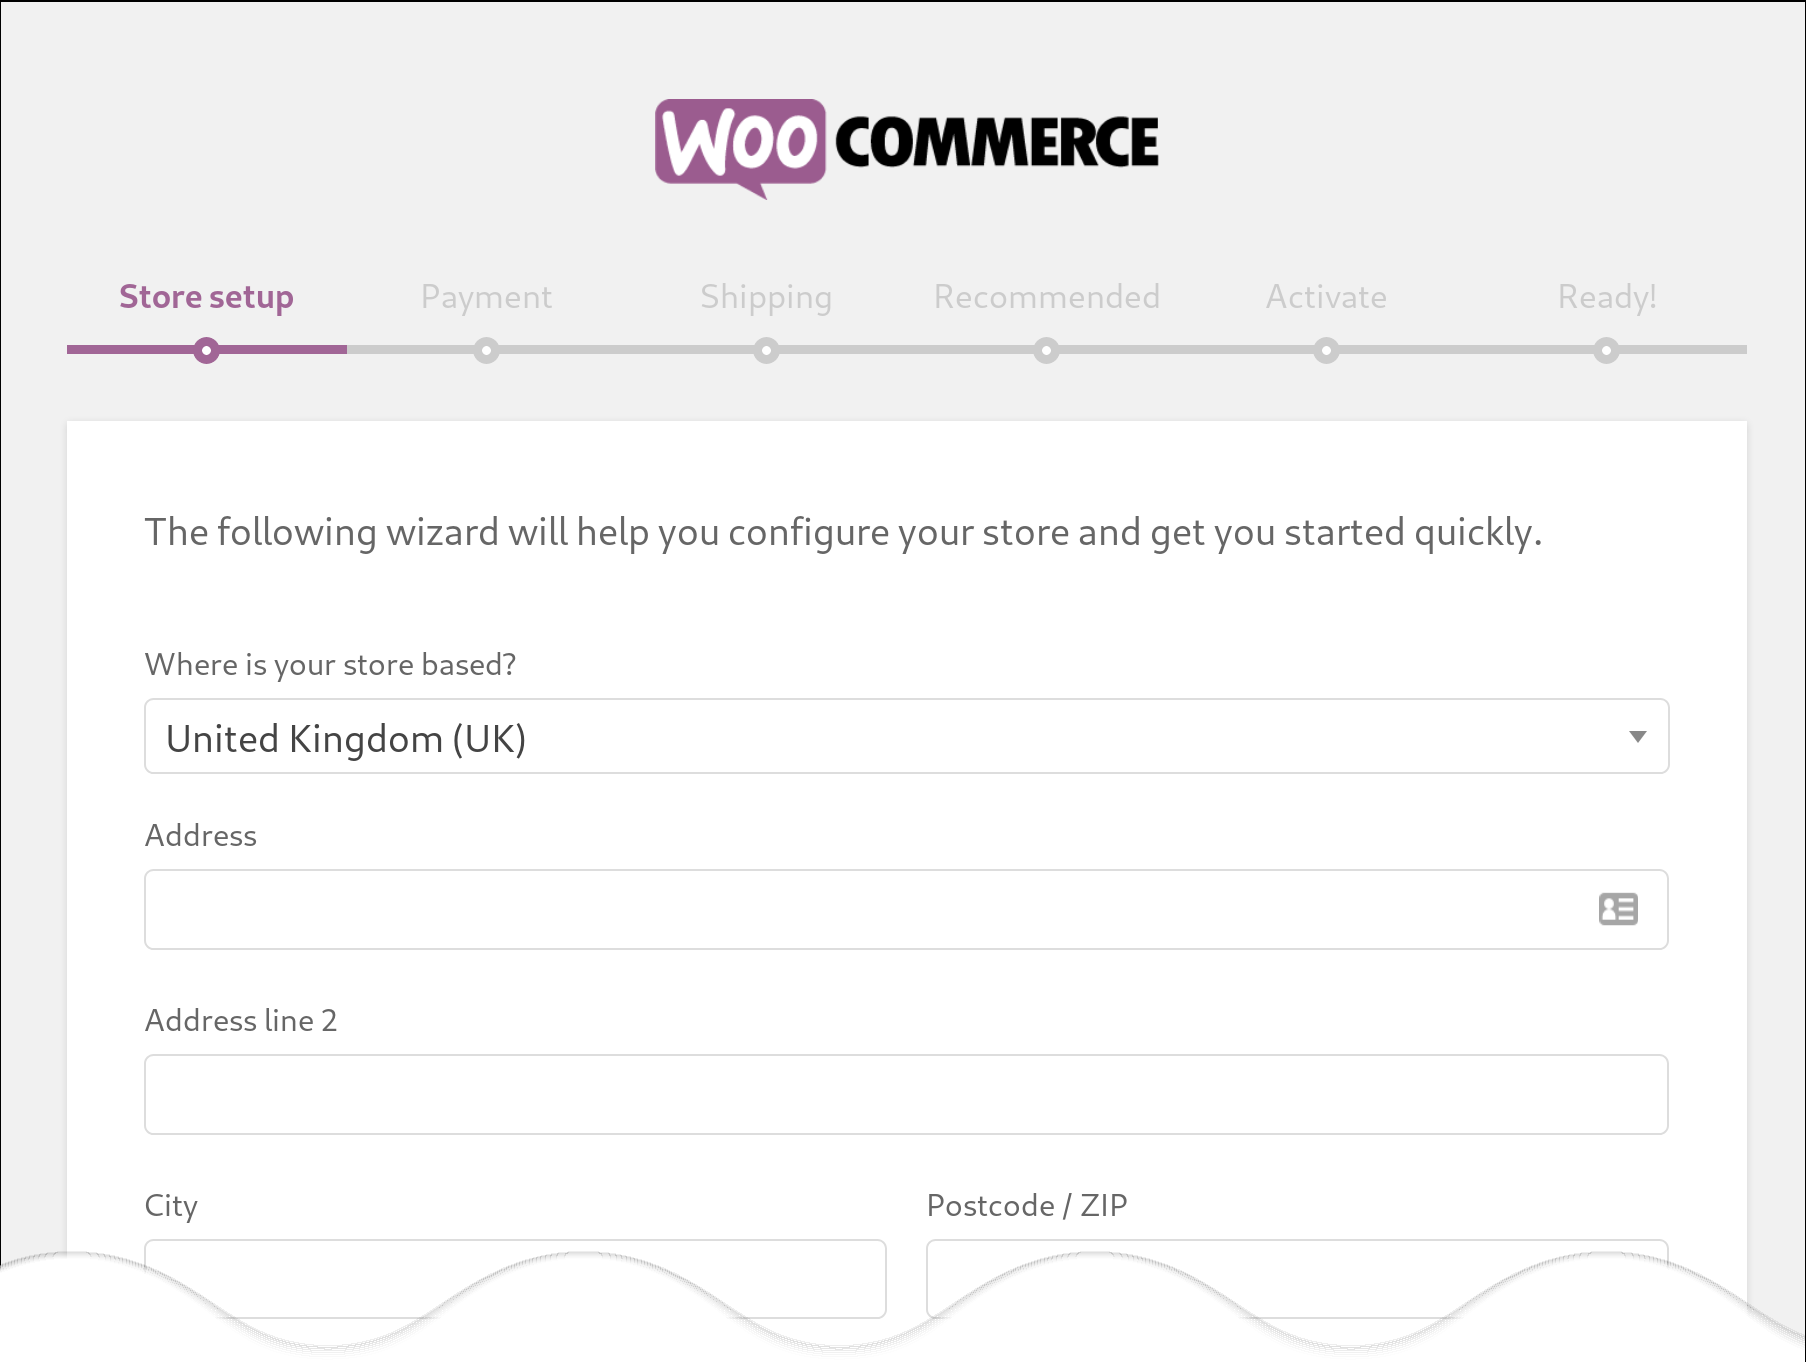 WOO COMMERCE
Store setup Payment Shipping Recommended Activate Ready!
The following wizard will help you configure your store and get you started quickly.
Where is your store based?
United Kingdom (UK)
Address
Address line 2
City Postcode / ZIP